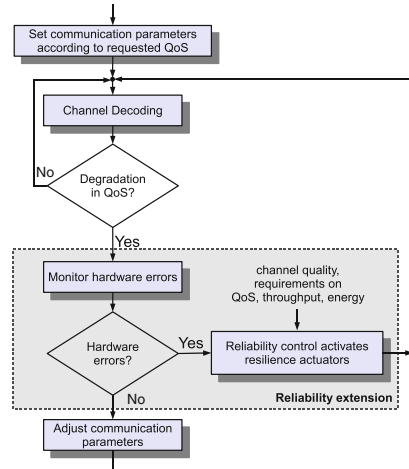 Set communication parameters
according to requested QoS
Channel Decoding
No
Degradation
in QoS?
Yes
Monitor hardware errors
channel quality,
requirements on
QoS, throughput, energy
Hardware
errors?
Yes
Reliability control activates
resilience actuators
No
Reliability extension
Adjust communication
parameters